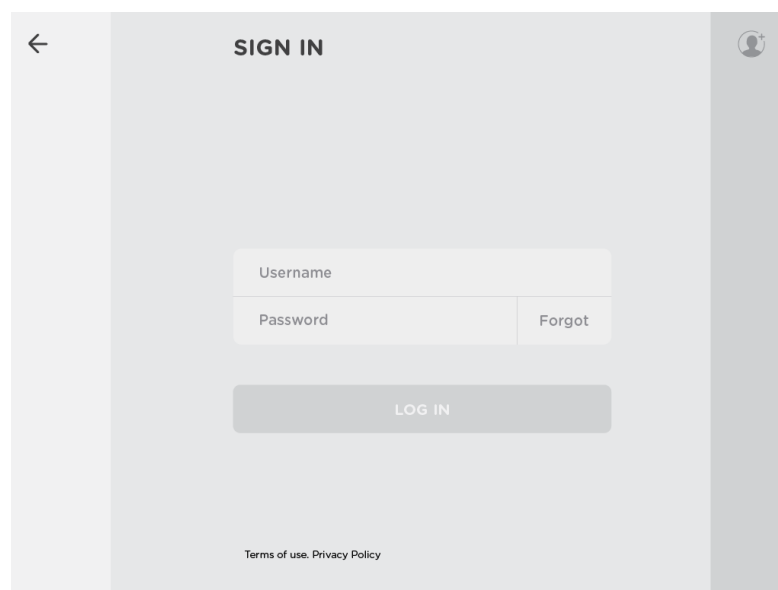 SIGN IN
Username
Password
Forgot
LOG IN
Terms of use. Privacy Policy